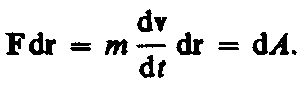 F dr = m dv/dt dr = dA.